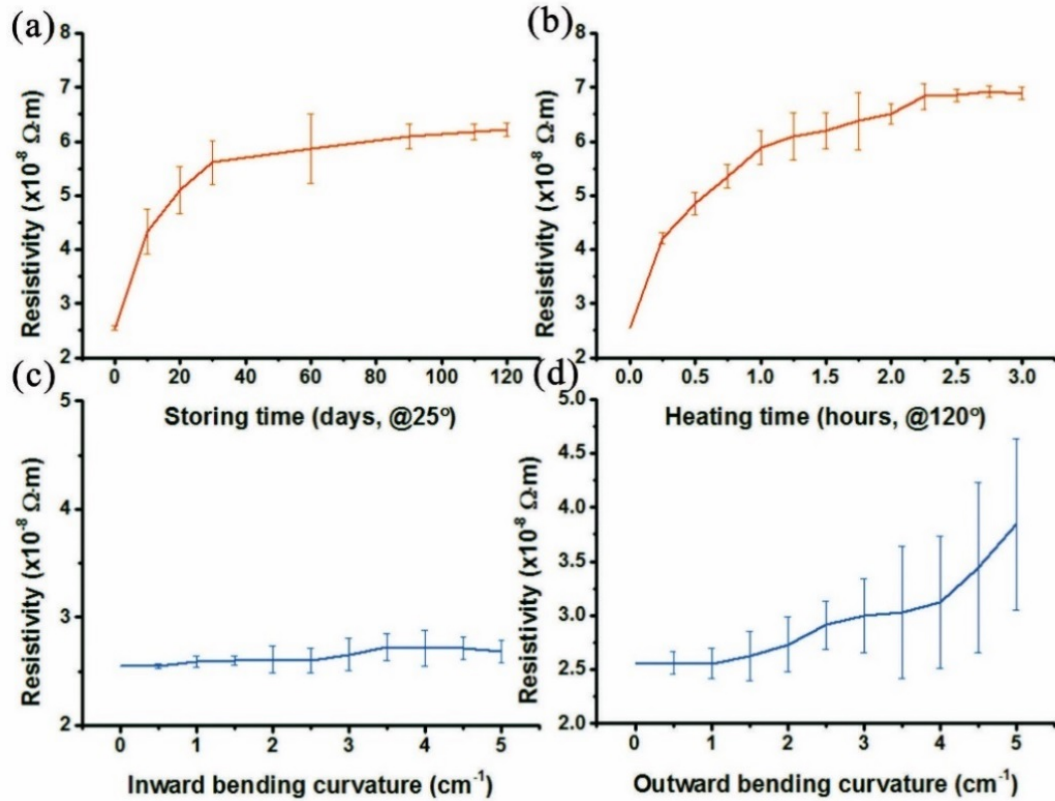 (a)
Resistivity (x10⁻⁸ Ω·m)
8
7
6
5
4
3
2
0 20 40 60 80 100 120
Storing time (days, @25°)
(b)
Resistivity (x10⁻⁸ Ω·m)
8
7
6
5
4
3
2
0.0 0.5 1.0 1.5 2.0 2.5 3.0
Heating time (hours, @120°)
(c)
Resistivity (x10⁻⁸ Ω·m)
5
4
3
2
0 1 2 3 4 5
Inward bending curvature (cm⁻¹)
(d)
Resistivity (x10⁻⁸ Ω·m)
5.0
4.5
4.0
3.5
3.0
2.5
2.0
0 1 2 3 4 5
Outward bending curvature (cm⁻¹)